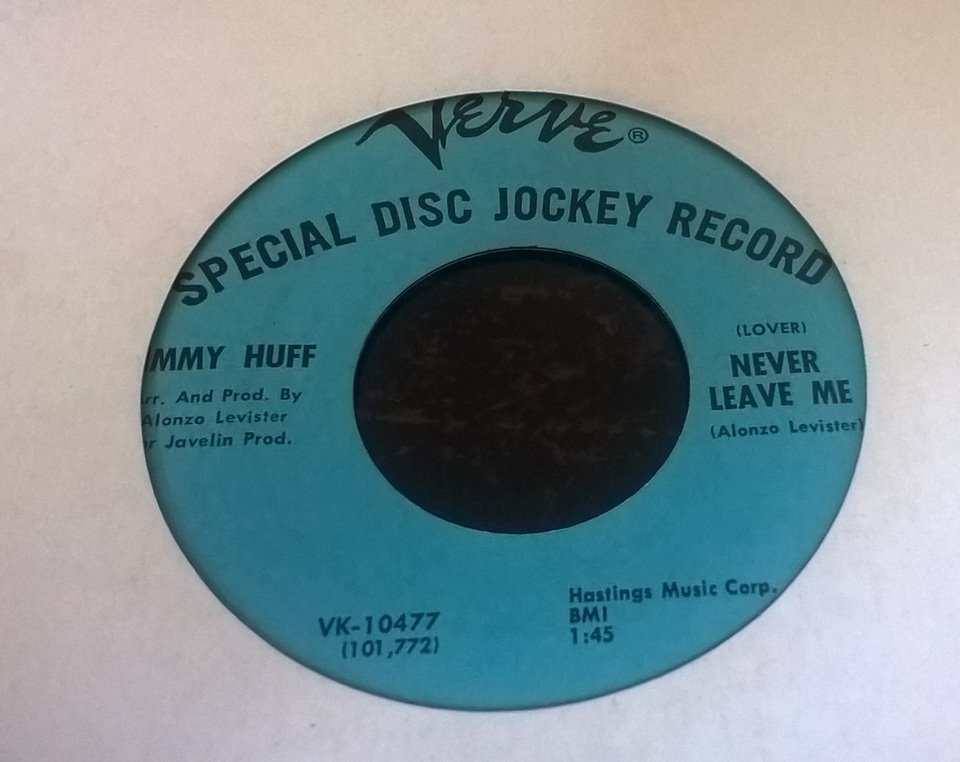 Verve®
SPECIAL DISC JOCKEY RECORD
MMY HUFF
rr. And Prod. By
Alonzo Levister
r Javelin Prod.
(LOVER)
NEVER
LEAVE ME
(Alonzo Levister)
VK-10477
(101,772)
Hastings Music Corp.
BMI
1:45